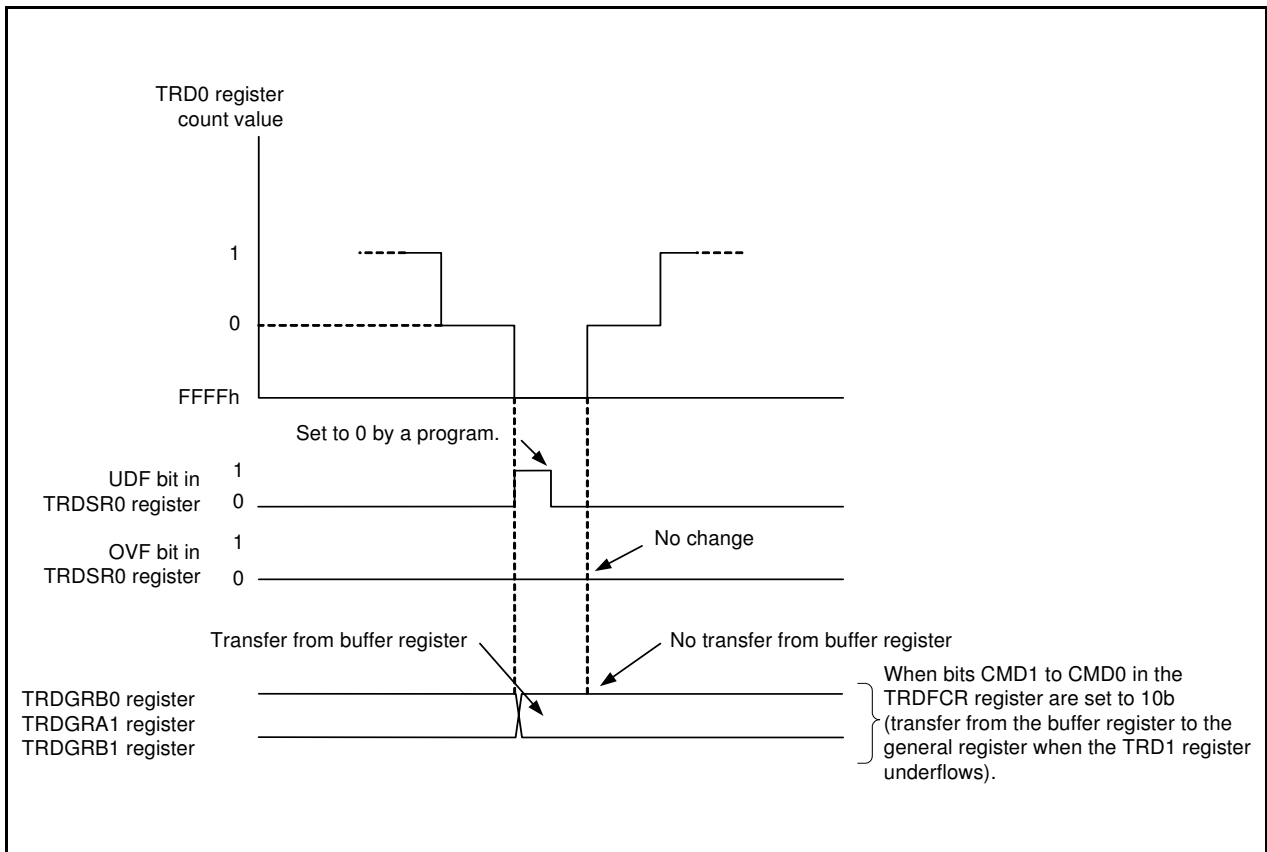 TRD0 register
count value
1
0
FFFFh
Set to 0 by a program.
UDF bit in
TRDSR0 register
1
0
No change
OVF bit in
TRDSR0 register
1
0
Transfer from buffer register
No transfer from buffer register
TRDGRB0 register
TRDGRA1 register
TRDGRB1 register
When bits CMD1 to CMD0 in the
TRDFCR register are set to 10b
(transfer from the buffer register to the
general register when the TRD1 register
underflows).